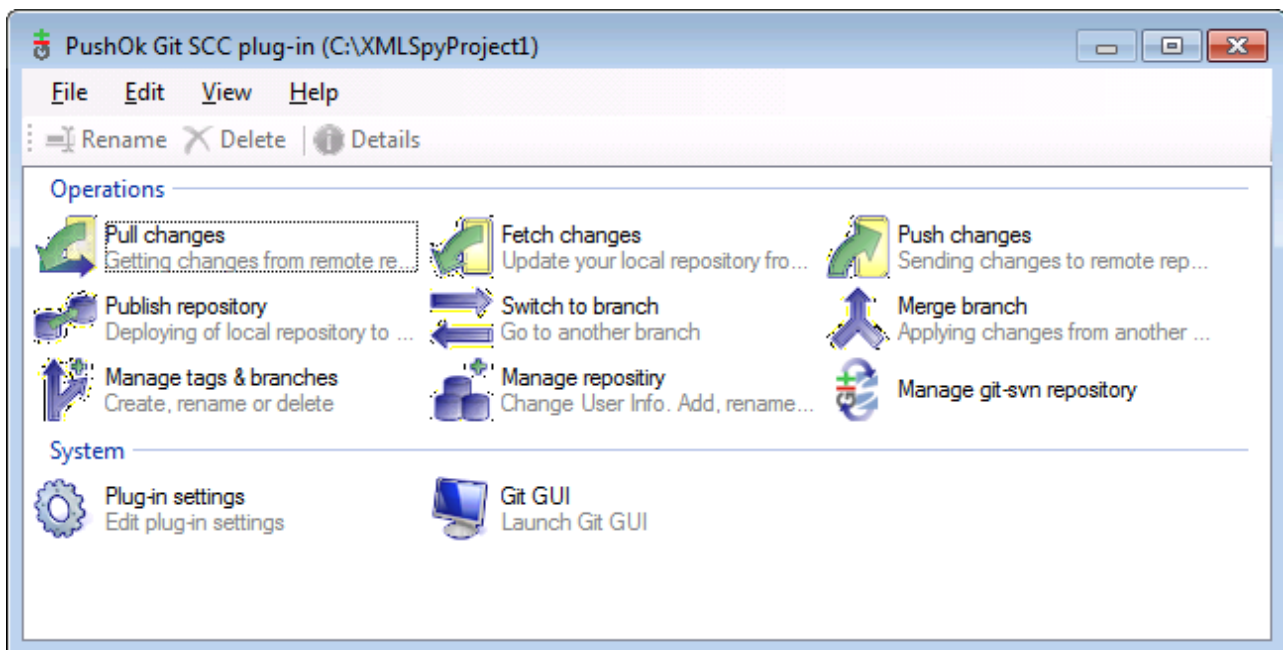 PushOk Git SCC plug-in (C:\XMLSpyProject1)
File Edit View Help
Rename Delete Details
Operations
Pull changes
Getting changes from remote re...
Fetch changes
Update your local repository fro...
Push changes
Sending changes to remote rep...
Publish repository
Deploying of local repository to ...
Switch to branch
Go to another branch
Merge branch
Applying changes from another ...
Manage tags & branches
Create, rename or delete
Manage repositiry
Change User Info. Add, rename...
Manage git-svn repository
System
Plug-in settings
Edit plug-in settings
Git GUI
Launch Git GUI